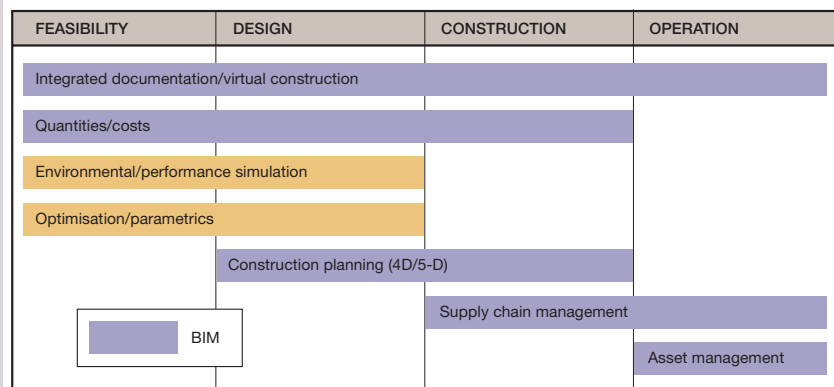 FEASIBILITY DESIGN CONSTRUCTION OPERATION
Integrated documentation/virtual construction
Quantities/costs
Environmental/performance simulation
Optimisation/parametrics
Construction planning (4D/5-D)
Supply chain management
BIM
Asset management